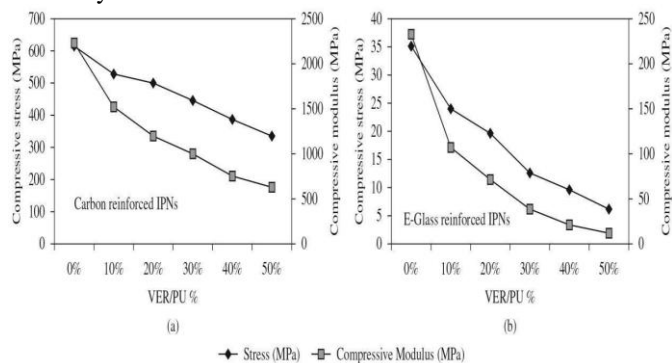 Compressive stress (MPa)
700
600
500
400
300
200
100
0
Carbon reinforced IPNs
0% 10% 20% 30% 40% 50%
VER/PU %
(a)
2500
2000
1500
1000
500
0
Compressive modulus (MPa)
Compressive stress (MPa)
40
35
30
25
20
15
10
5
0
E-Glass reinforced IPNs
0% 10% 20% 30% 40% 50%
VER/PU %
(b)
250
200
150
100
50
0
Compressive modulus (MPa)
Stress (MPa) Compressive Modulus (MPa)